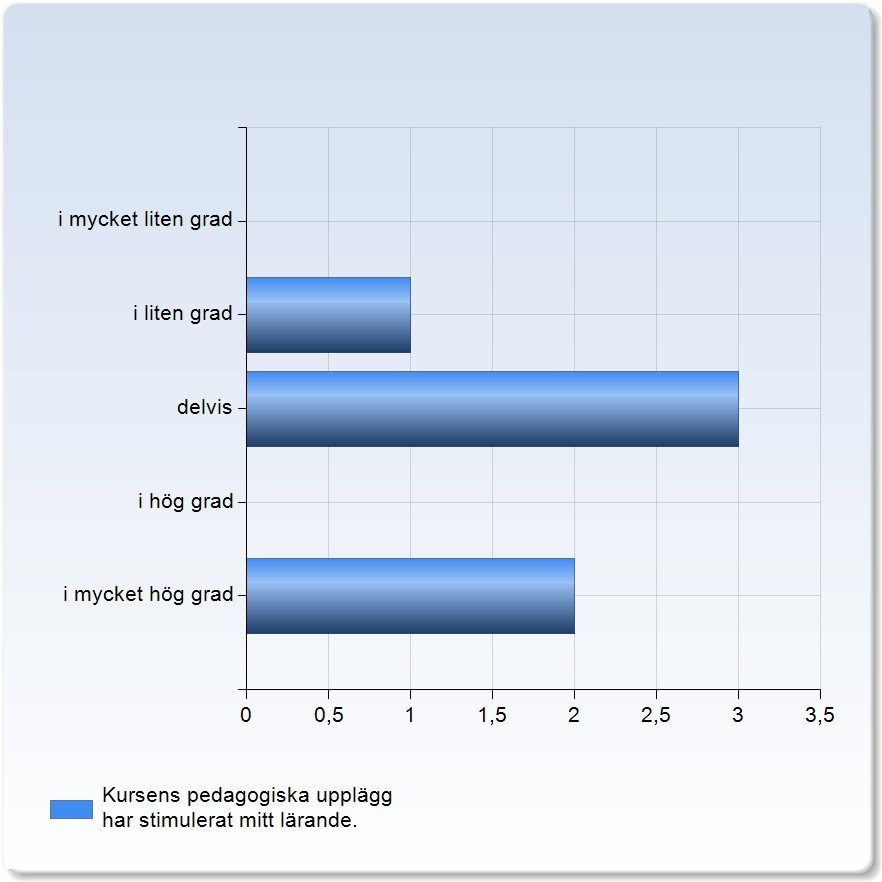 i mycket liten grad
i liten grad
delvis
i hög grad
i mycket hög grad
0 0,5 1 1,5 2 2,5 3 3,5
Kursens pedagogiska upplägg
har stimulerat mitt lärande.